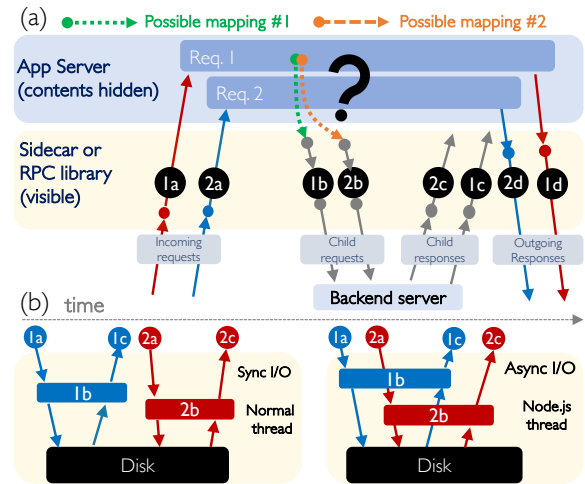 (a)
Possible mapping #1
Possible mapping #2
App Server
(contents hidden)
Req. 1
Req. 2
?
Sidecar or
RPC library
(visible)
1a
2a
1b
2b
2c
1c
2d
1d
Incoming
requests
Child
requests
Child
responses
Outgoing
Responses
Backend server
(b)
time
1a
1c
2a
2c
Sync I/O
1b
2b
Normal
thread
Disk
1a
2a
1c
2c
Async I/O
1b
2b
Node.js
thread
Disk